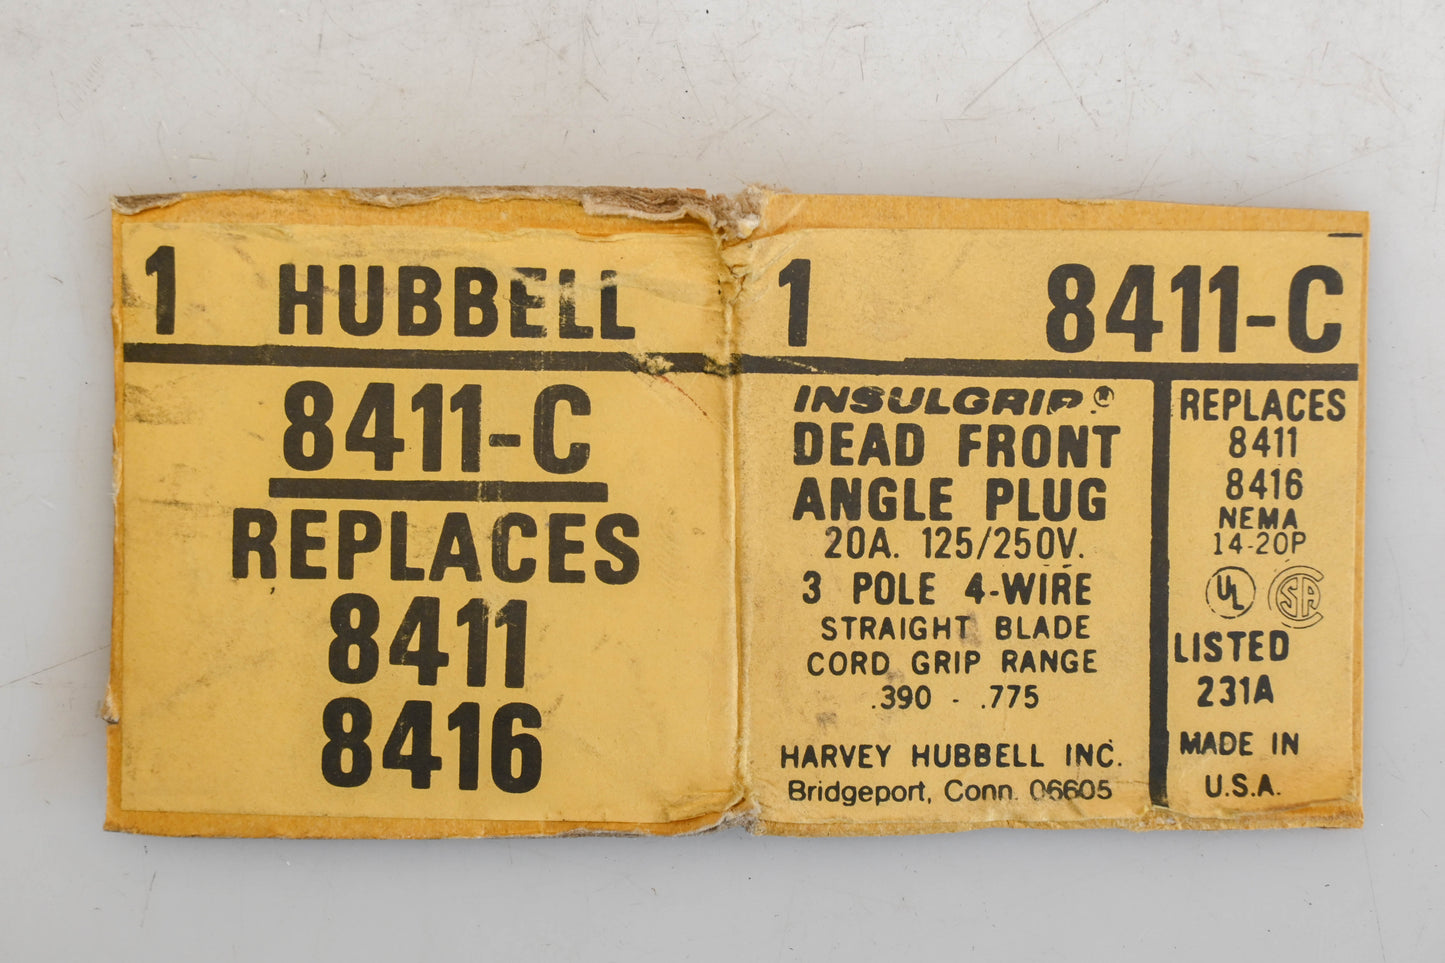 1 HUBBELL
8411-C
REPLACES
8411
8416
1 8411-C
INSULGRIP
DEAD FRONT
ANGLE PLUG
20A. 125/250V.
3 POLE 4-WIRE
STRAIGHT BLADE
CORD GRIP RANGE
.390 - .775
HARVEY HUBBELL INC.
Bridgeport, Conn. 06605
REPLACES
8411
8416
NEMA
14-20P
UL CSA
LISTED
231A
MADE IN
U.S.A.